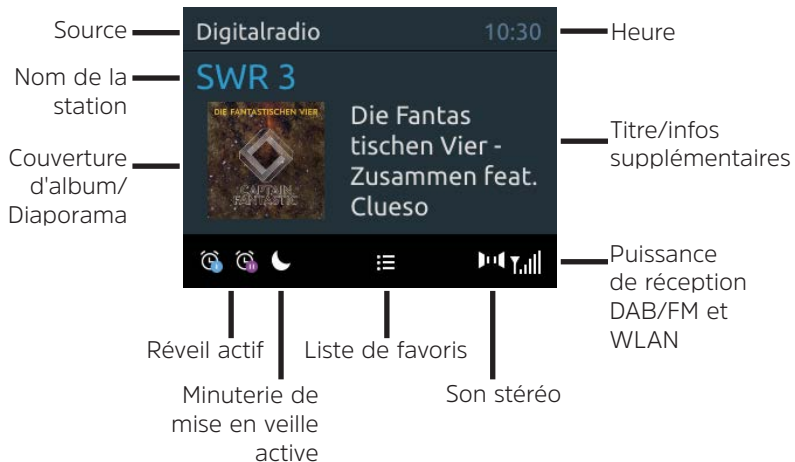 Source
Digitalradio
10:30
Heure
Nom de la
station
SWR 3
Couverture
d'album/
Diaporama
DIE FANTASTISCHEN VIER
CAPTAIN
FANTASTIC
Die Fantas
tischen Vier -
Zusammen feat.
Clueso
Titre/infos
supplémentaires
Puissance
de réception
DAB/FM et
WLAN
Réveil actif
Liste de favoris
Minuterie de
mise en veille
active
Son stéréo